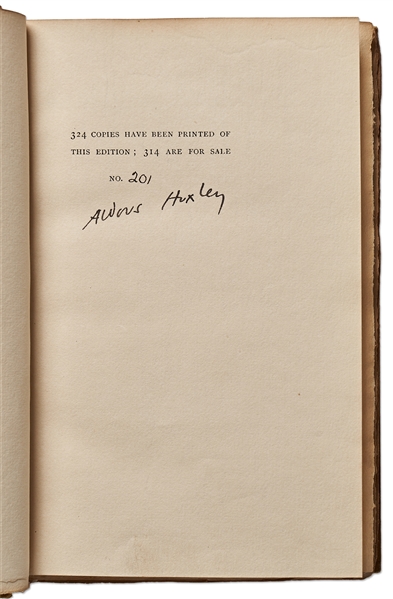 324 COPIES HAVE BEEN PRINTED OF
THIS EDITION; 314 ARE FOR SALE
NO. 201
Aldous Huxley